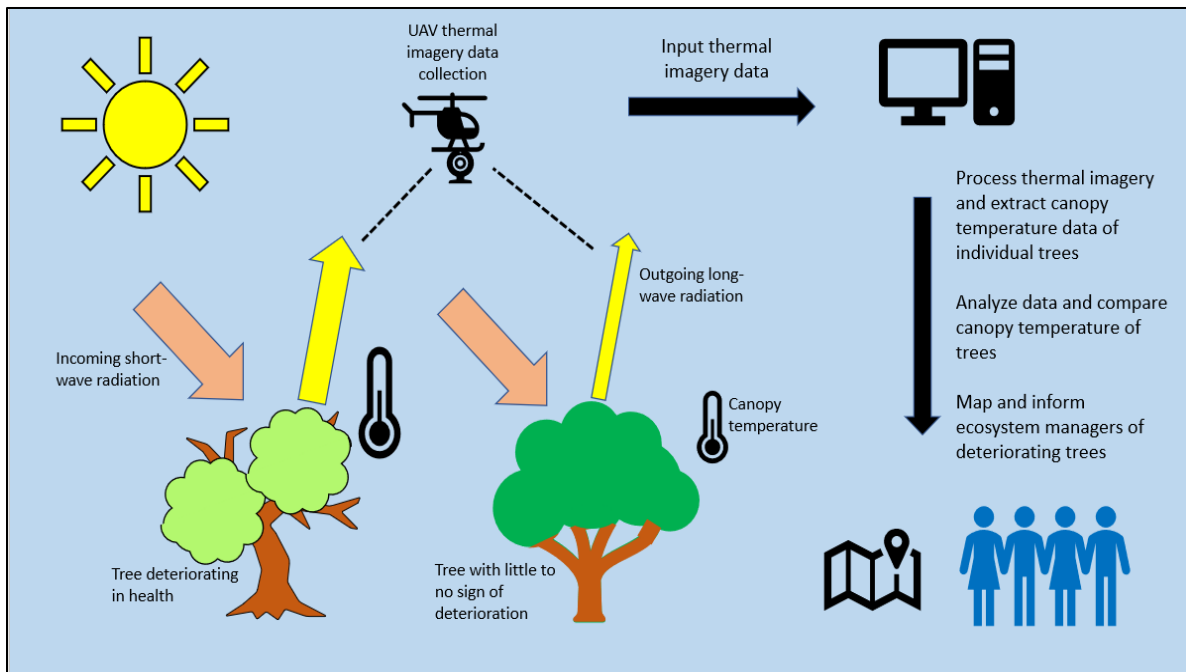 UAV thermal
imagery data
collection
Input thermal
imagery data
Process thermal imagery
and extract canopy
temperature data of
individual trees
Analyze data and compare
canopy temperature of
trees
Map and inform
ecosystem managers of
deteriorating trees
Outgoing long-
wave radiation
Incoming short-
wave radiation
Canopy
temperature
Tree deteriorating
in health
Tree with little to
no sign of
deterioration